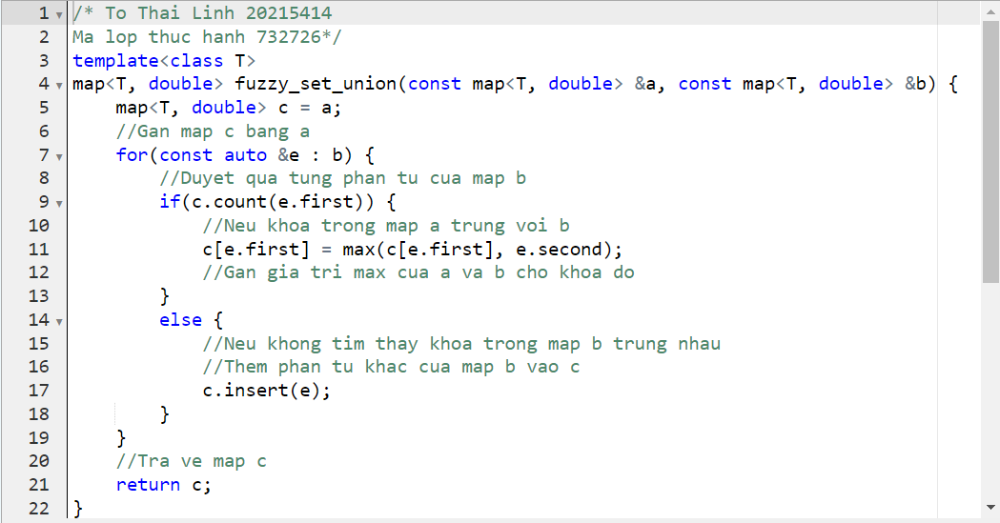 1 /* To Thai Linh 20215414
2 Ma lop thuc hanh 732726*/
3 template<class T>
4 map<T, double> fuzzy_set_union(const map<T, double> &a, const map<T, double> &b) {
5     map<T, double> c = a;
6     //Gan map c bang a
7     for(const auto &e : b) {
8         //Duyet qua tung phan tu cua map b
9         if(c.count(e.first)) {
10             //Neu khoa trong map a trung voi b
11             c[e.first] = max(c[e.first], e.second);
12             //Gan gia tri max cua a va b cho khoa do
13         }
14         else {
15             //Neu khong tim thay khoa trong map b trung nhau
16             //Them phan tu khac cua map b vao c
17             c.insert(e);
18         }
19     }
20     //Tra ve map c
21     return c;
22 }